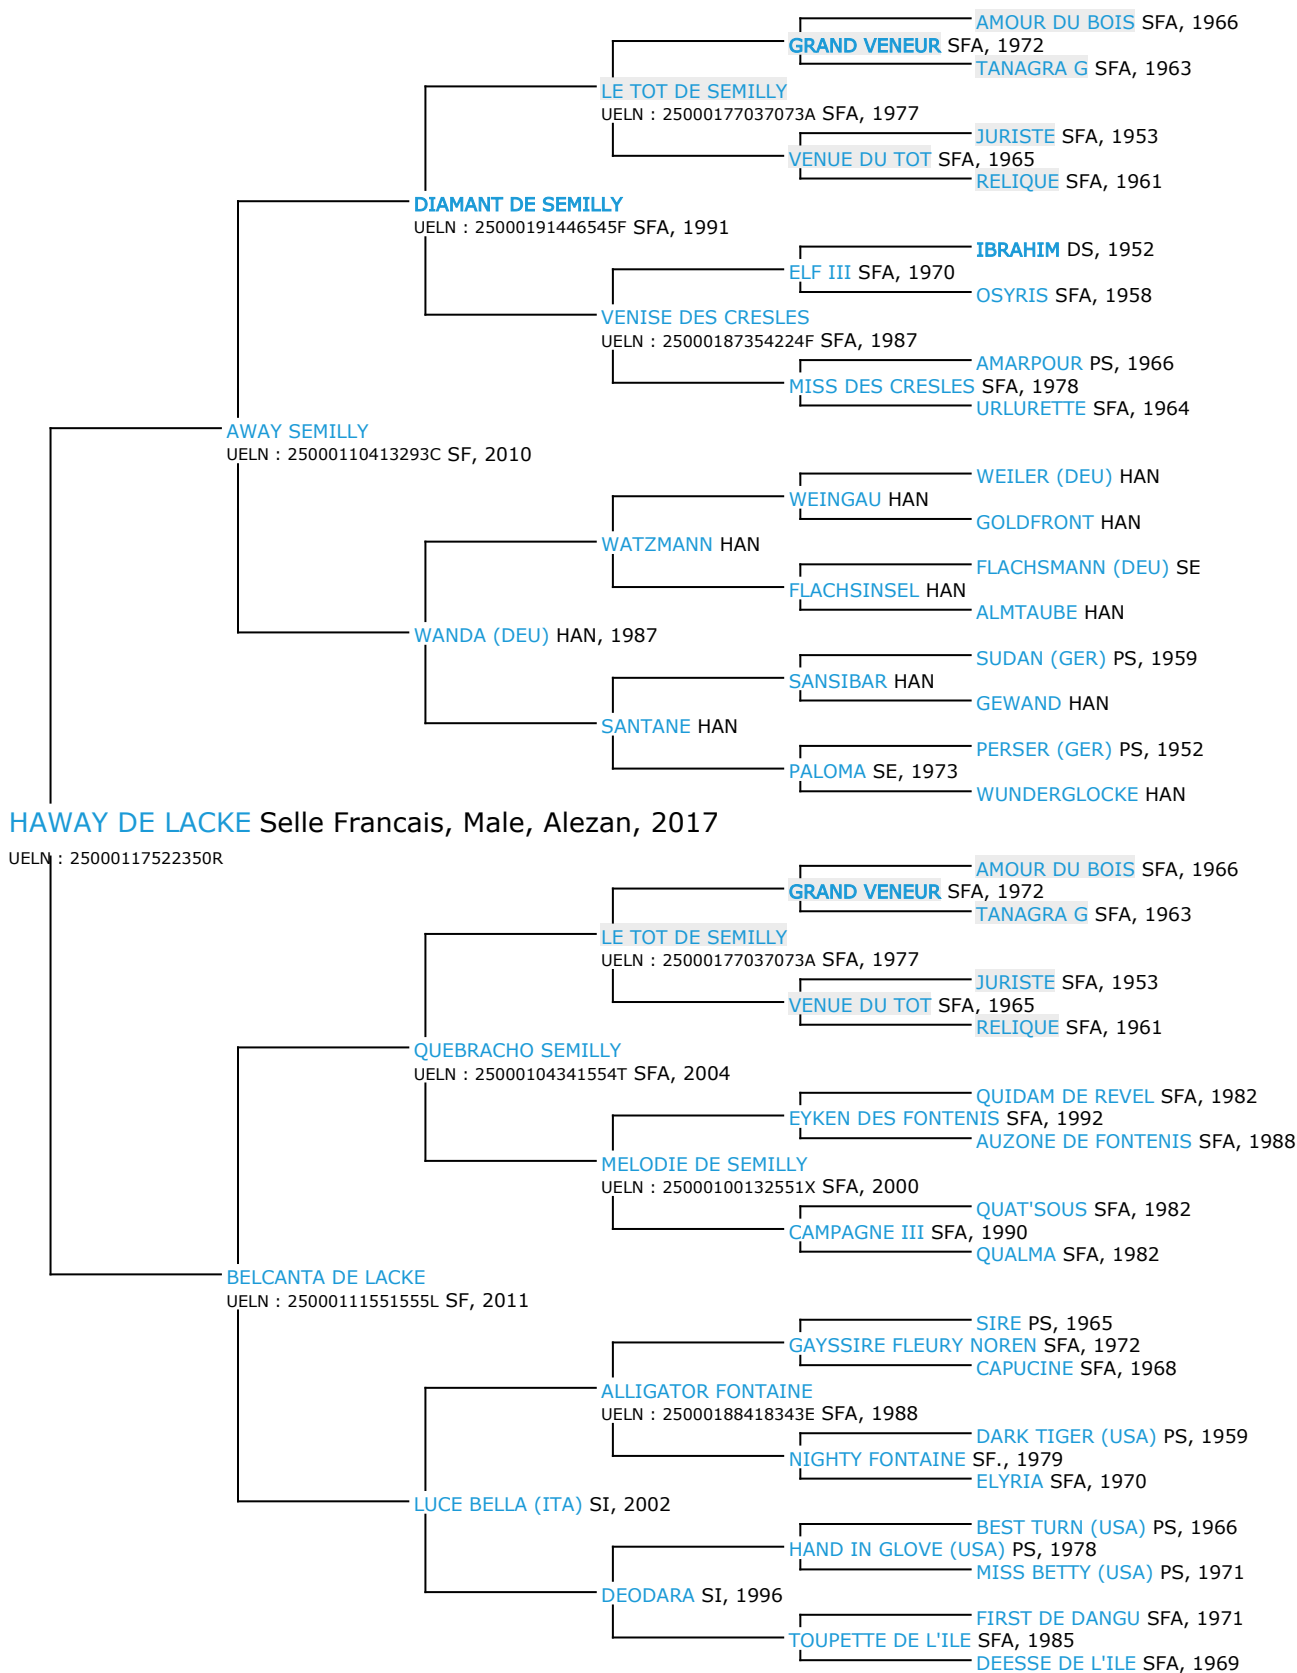 AMOUR DU BOIS SFA, 1966
GRAND VENEUR SFA, 1972
TANAGRA G SFA, 1963
LE TOT DE SEMILLY
UELN : 25000177037073A SFA, 1977
JURISTE SFA, 1953
VENUE DU TOT SFA, 1965
RELIQUE SFA, 1961
DIAMANT DE SEMILLY
UELN : 25000191446545F SFA, 1991
IBRAHIM DS, 1952
ELF III SFA, 1970
OSYRIS SFA, 1958
VENISE DES CRESLES
UELN : 25000187354224F SFA, 1987
AMARPOUR PS, 1966
MISS DES CRESLES SFA, 1978
URLURETTE SFA, 1964
AWAY SEMILLY
UELN : 25000110413293C SF, 2010
WEILER (DEU) HAN
WEINGAU HAN
GOLDFRONT HAN
WATZMANN HAN
FLACHSMANN (DEU) SE
FLACHSINSEL HAN
ALMTAUBE HAN
WANDA (DEU) HAN, 1987
SUDAN (GER) PS, 1959
SANSIBAR HAN
GEWAND HAN
SANTANE HAN
PERSER (GER) PS, 1952
PALOMA SE, 1973
WUNDERGLOCKE HAN
HAWAY DE LACKE Selle Francais, Male, Alezan, 2017
UELN : 25000117522350R
AMOUR DU BOIS SFA, 1966
GRAND VENEUR SFA, 1972
TANAGRA G SFA, 1963
LE TOT DE SEMILLY
UELN : 25000177037073A SFA, 1977
JURISTE SFA, 1953
VENUE DU TOT SFA, 1965
RELIQUE SFA, 1961
QUEBRACHO SEMILLY
UELN : 25000104341554T SFA, 2004
QUIDAM DE REVEL SFA, 1982
EYKEN DES FONTENIS SFA, 1992
AUZONE DE FONTENIS SFA, 1988
MELODIE DE SEMILLY
UELN : 25000100132551X SFA, 2000
QUAT'SOUS SFA, 1982
CAMPAGNE III SFA, 1990
QUALMA SFA, 1982
BELCANTA DE LACKE
UELN : 25000111551555L SF, 2011
SIRE PS, 1965
GAYSSIRE FLEURY NOREN SFA, 1972
CAPUCINE SFA, 1968
ALLIGATOR FONTAINE
UELN : 25000188418343E SFA, 1988
DARK TIGER (USA) PS, 1959
NIGHTY FONTAINE SF., 1979
ELYRIA SFA, 1970
LUCE BELLA (ITA) SI, 2002
BEST TURN (USA) PS, 1966
HAND IN GLOVE (USA) PS, 1978
MISS BETTY (USA) PS, 1971
DEODARA SI, 1996
FIRST DE DANGU SFA, 1971
TOUPETTE DE L'ILE SFA, 1985
DEESSE DE L'ILE SFA, 1969